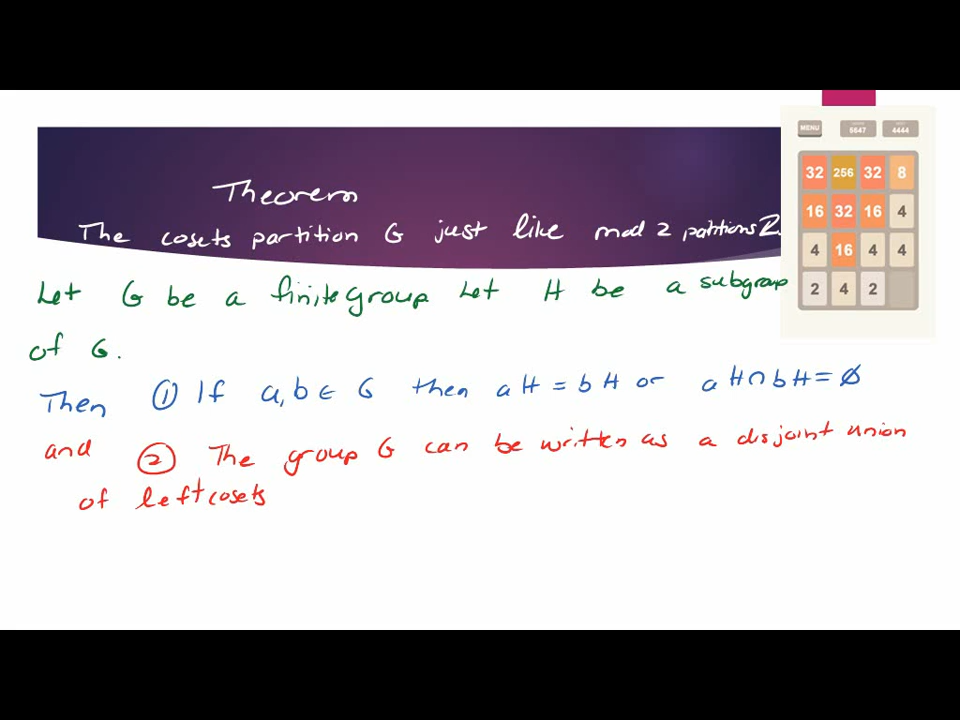 Theorem
The cosets partition G just like mod 2 patitions Z.
Let G be a finite group Let H be a subgroup
of G.
Then ① If a,b ∈ G then aH = bH or aH∩bH = ∅
and ② The group G can be written as a disjoint union
of left cosets
MENU
5647 4444
32 256 32 8
16 32 16 4
4 16 4 4
2 4 2